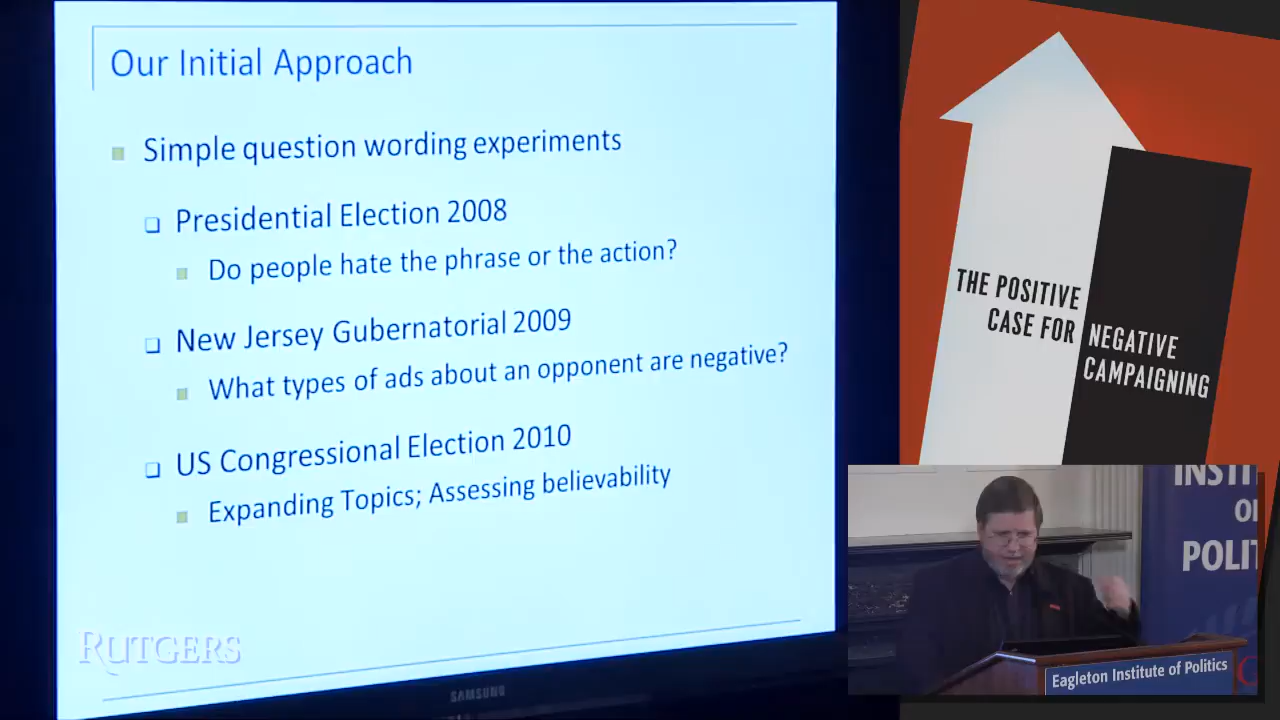 Our Initial Approach
Simple question wording experiments
Presidential Election 2008
Do people hate the phrase or the action?
New Jersey Gubernatorial 2009
What types of ads about an opponent are negative?
US Congressional Election 2010
Expanding Topics; Assessing believability
RUTGERS
SAMSUNG
THE POSITIVE
CASE FOR
NEGATIVE
CAMPAIGNING
OF
Eagleton Institute of Politics